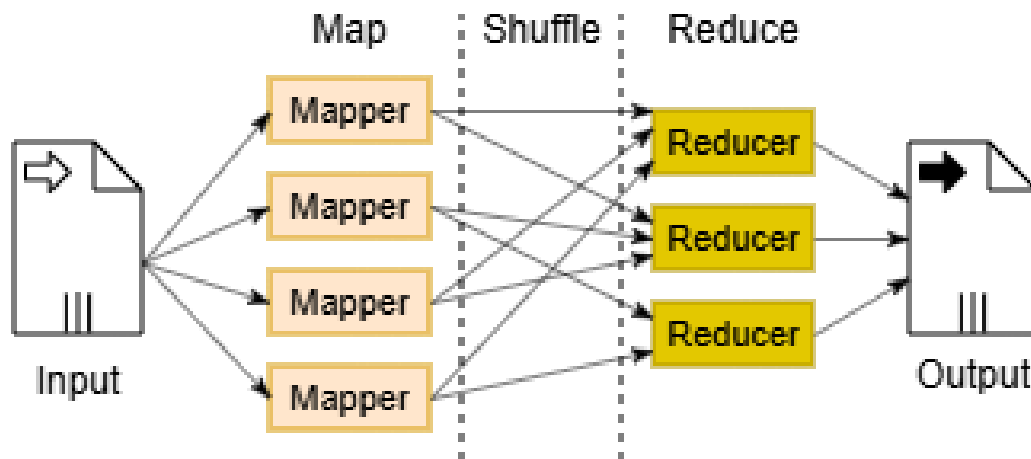 Map
Shuffle
Reduce
Mapper
Mapper
Mapper
Mapper
Reducer
Reducer
Reducer
Input
Output